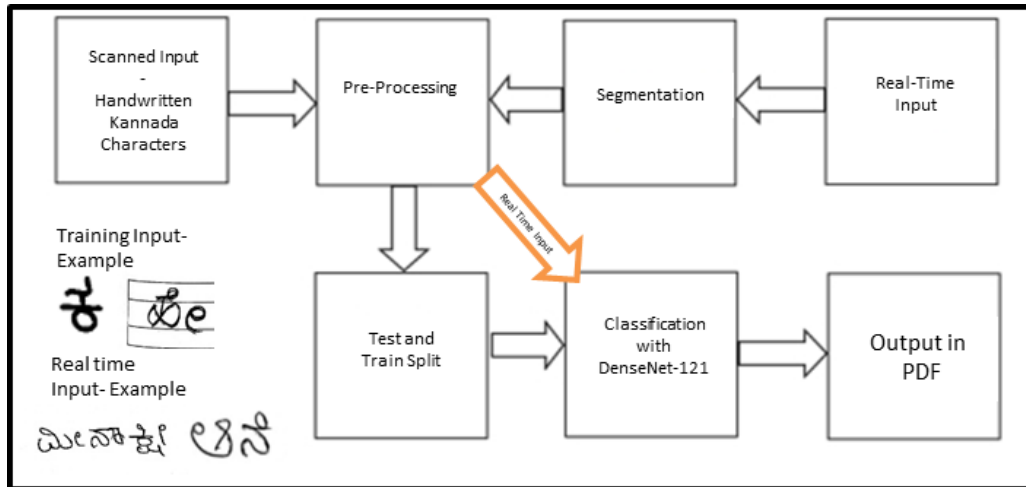 Scanned Input
-
Handwritten
Kannada
Characters
Pre-Processing
Segmentation
Real-Time
Input
Real Time Input
Training Input-
Example
ಕ ಹೇ
Real time
Input- Example
ಮೀನಾಕ್ಷಿ
Test and
Train Split
Classification
with
DenseNet-121
Output in
PDF